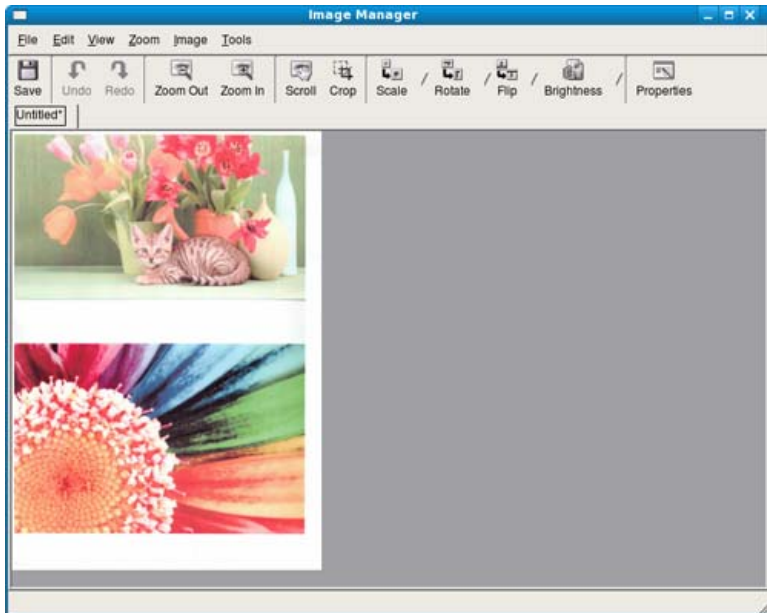 Image Manager
File Edit View Zoom Image Tools
Save Undo Redo Zoom Out Zoom In Scroll Crop Scale / Rotate / Flip / Brightness / Properties
Untitled*